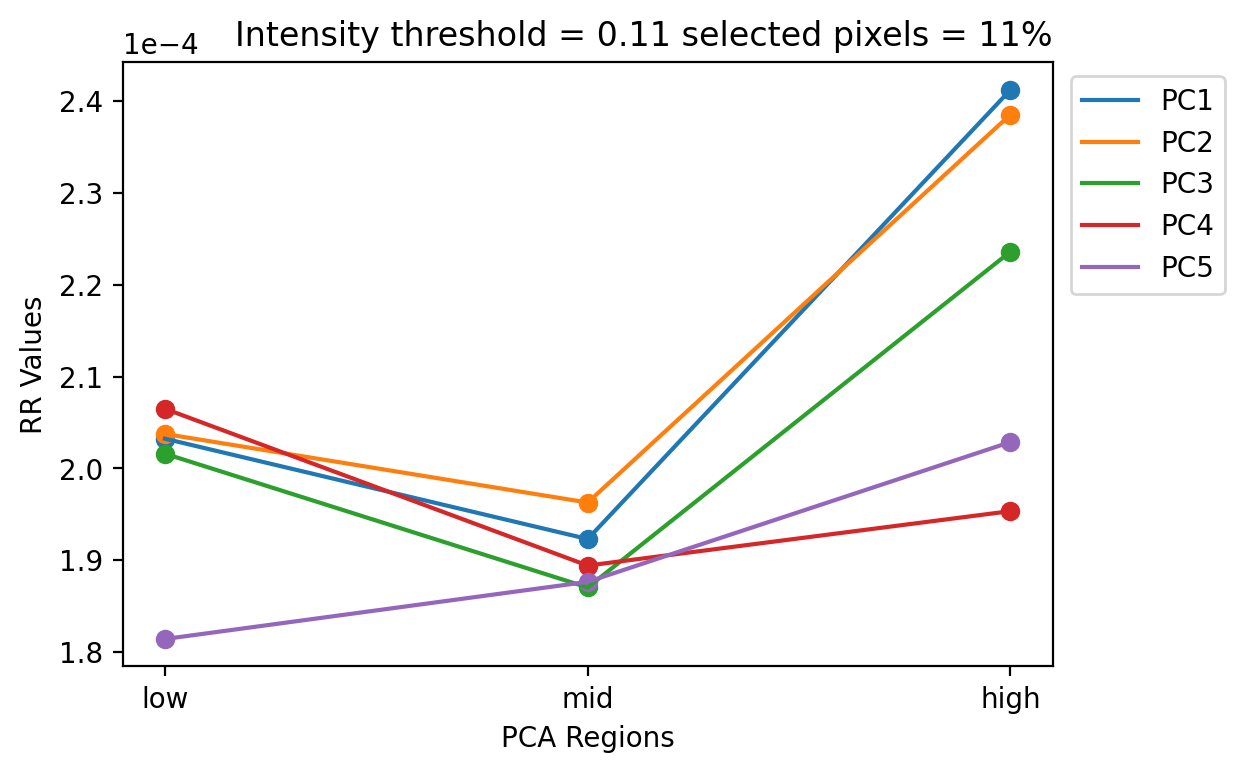 Intensity threshold = 0.11 selected pixels = 11%
1e−4
2.4
2.3
2.2
2.1
2.0
1.9
1.8
RR Values
low
mid
high
PCA Regions
PC1
PC2
PC3
PC4
PC5